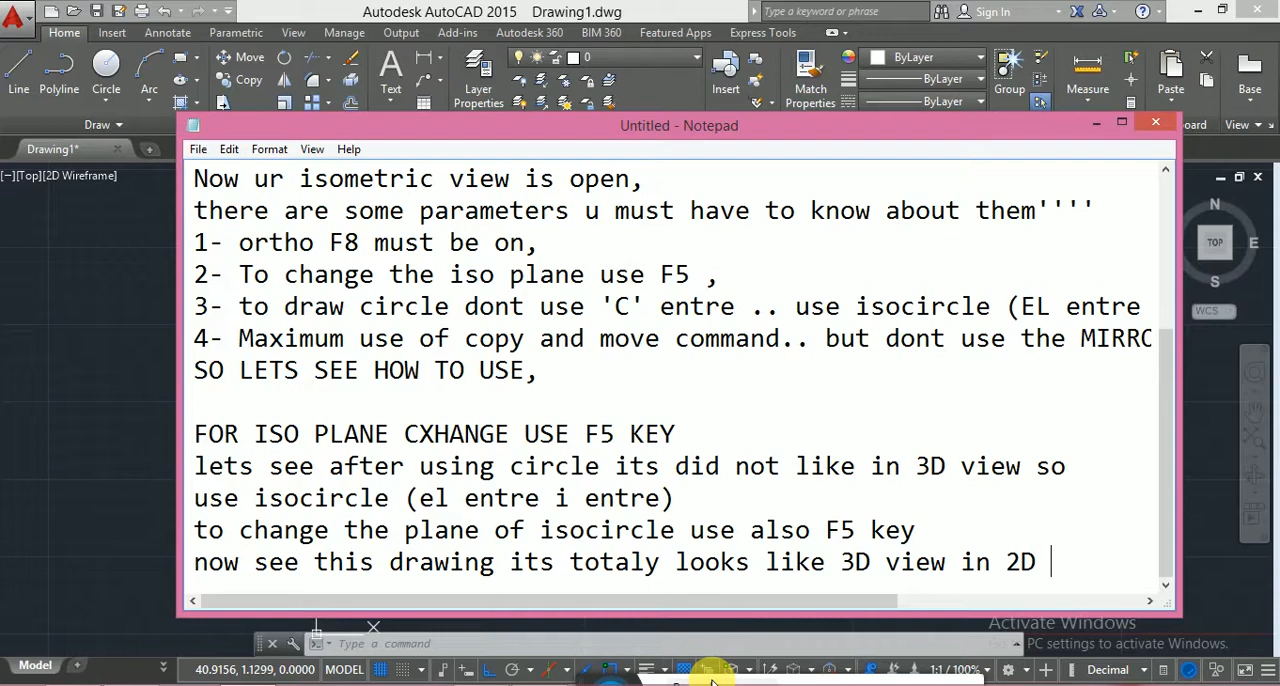 Autodesk AutoCAD 2015 Drawing1.dwg
Type a keyword or phrase
Sign In
Home Insert Annotate Parametric View Manage Output Add-ins Autodesk 360 BIM 360 Featured Apps Express Tools
Move
Copy
Line Polyline Circle Arc
Text
Layer Properties
0
Insert
Match Properties
ByLayer
ByLayer
ByLayer
Group
Measure
Paste
Base
Draw
board
View
Drawing1*
Untitled - Notepad
File Edit Format View Help
[−][Top][2D Wireframe]
Now ur isometric view is open,
there are some parameters u must have to know about them''''
1- ortho F8 must be on,
2- To change the iso plane use F5 ,
3- to draw circle dont use 'C' entre .. use isocircle (EL entre
4- Maximum use of copy and move command.. but dont use the MIRRO
SO LETS SEE HOW TO USE,
FOR ISO PLANE CXHANGE USE F5 KEY
lets see after using circle its did not like in 3D view so
use isocircle (el entre i entre)
to change the plane of isocircle use also F5 key
now see this drawing its totaly looks like 3D view in 2D
N
TOP
E
S
WCS
Activate Windows
PC settings to activate Windows.
Type a command
Model
40.9156, 1.1299, 0.0000 MODEL
1:1 / 100%
Decimal